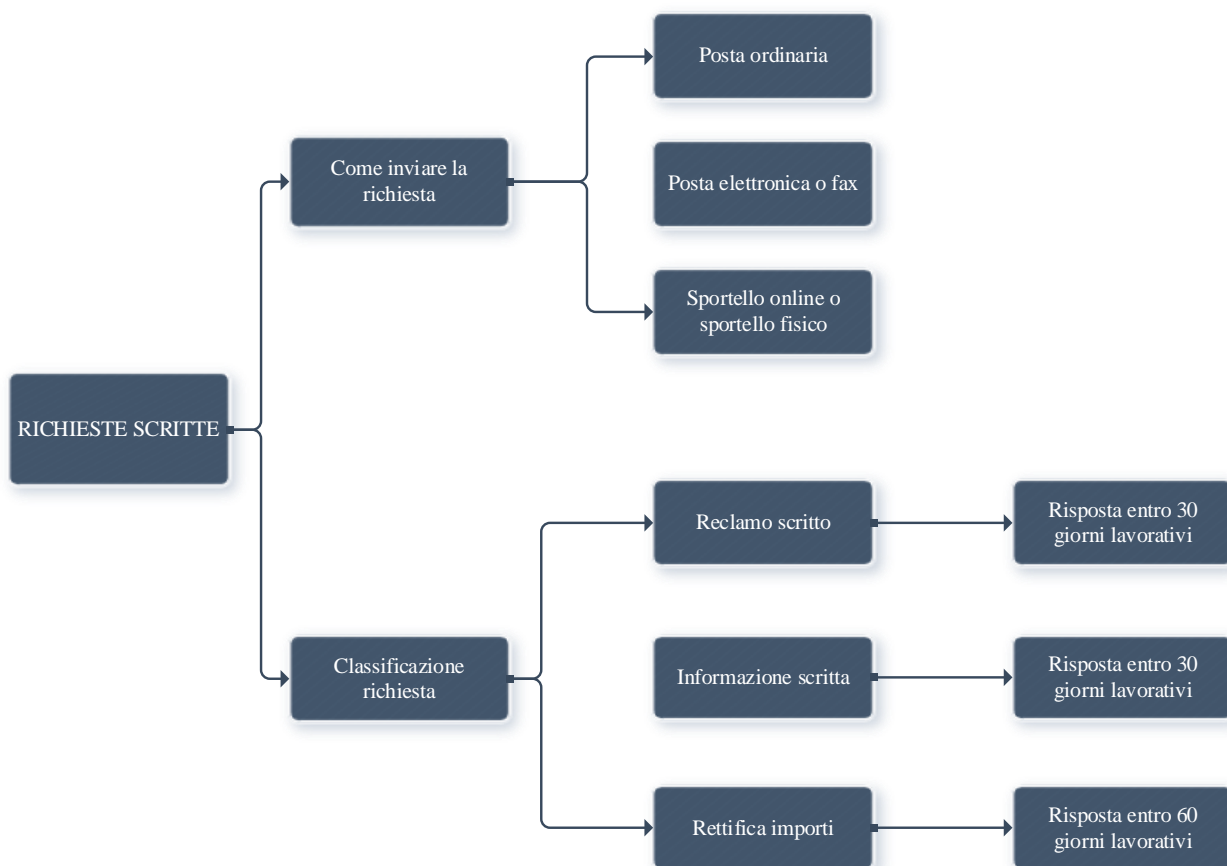 Posta ordinaria
Come inviare la
richiesta
Posta elettronica o fax
Sportello online o
sportello fisico
RICHIESTE SCRITTE
Reclamo scritto
Risposta entro 30
giorni lavorativi
Classificazione
richiesta
Informazione scritta
Risposta entro 30
giorni lavorativi
Rettifica importi
Risposta entro 60
giorni lavorativi